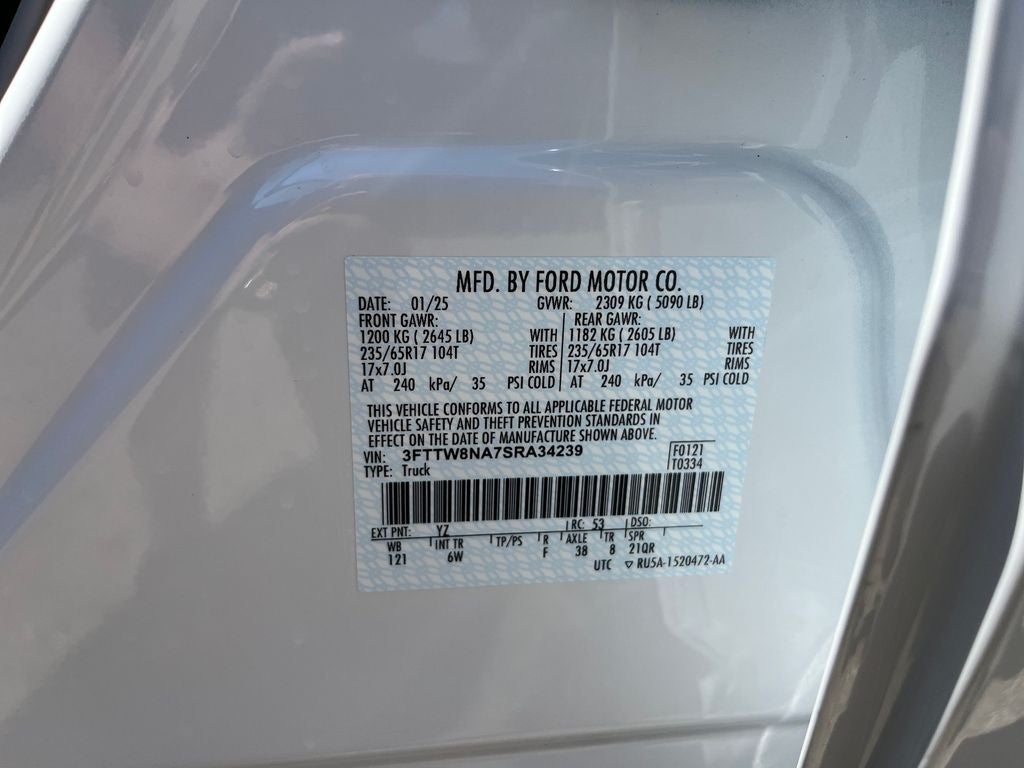 MFD. BY FORD MOTOR CO.
DATE: 01/25 GVWR: 2309 KG ( 5090 LB)
FRONT GAWR: REAR GAWR:
1200 KG ( 2645 LB) WITH 1182 KG ( 2605 LB) WITH
235/65R17 104T TIRES 235/65R17 104T TIRES
17x7.0J RIMS 17x7.0J RIMS
AT 240 kPa/ 35 PSI COLD AT 240 kPa/ 35 PSI COLD
THIS VEHICLE CONFORMS TO ALL APPLICABLE FEDERAL MOTOR
VEHICLE SAFETY AND THEFT PREVENTION STANDARDS IN
EFFECT ON THE DATE OF MANUFACTURE SHOWN ABOVE.
VIN: 3FTTW8NA7SRA34239 F0121
TYPE: Truck T0334
EXT PNT: YZ RC: 53 DSO:
WB INT TR TP/PS R AXLE TR SPR
121 6W F 38 8 21QR
UTC ▽ RU5A-1520472-AA